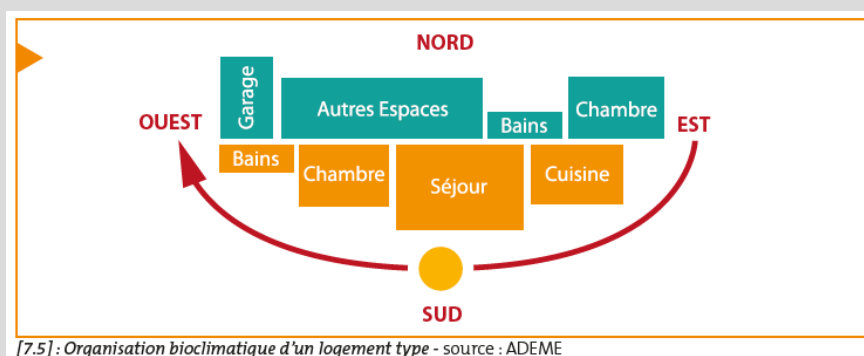 NORD
Garage
Autres Espaces
Bains
Chambre
OUEST
EST
Bains
Chambre
Séjour
Cuisine
SUD
[7.5] : Organisation bioclimatique d'un logement type - source : ADEME